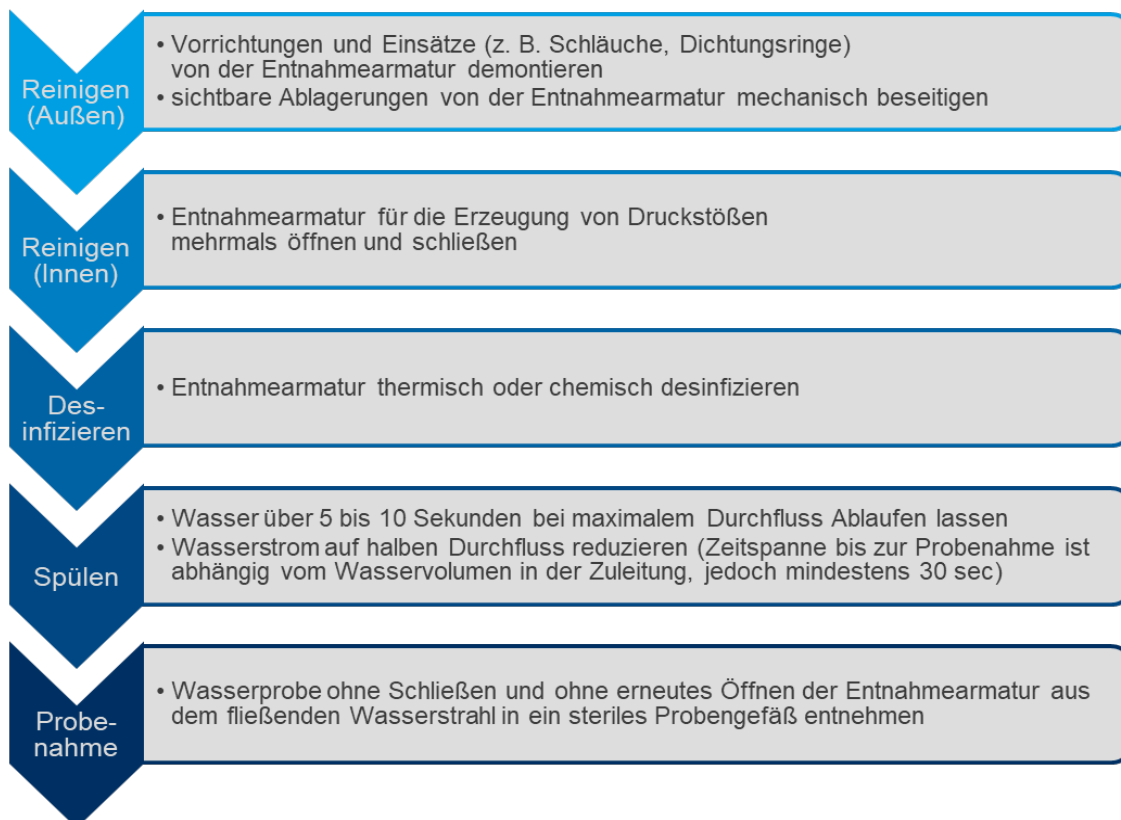 Reinigen
(Außen)
• Vorrichtungen und Einsätze (z. B. Schläuche, Dichtungsringe)
von der Entnahmearmatur demontieren
• sichtbare Ablagerungen von der Entnahmearmatur mechanisch beseitigen
Reinigen
(Innen)
• Entnahmearmatur für die Erzeugung von Druckstößen
mehrmals öffnen und schließen
Des-
infizieren
• Entnahmearmatur thermisch oder chemisch desinfizieren
Spülen
• Wasser über 5 bis 10 Sekunden bei maximalem Durchfluss Ablaufen lassen
• Wasserstrom auf halben Durchfluss reduzieren (Zeitspanne bis zur Probenahme ist
abhängig vom Wasservolumen in der Zuleitung, jedoch mindestens 30 sec)
Probe-
nahme
• Wasserprobe ohne Schließen und ohne erneutes Öffnen der Entnahmearmatur aus
dem fließenden Wasserstrahl in ein steriles Probengefäß entnehmen